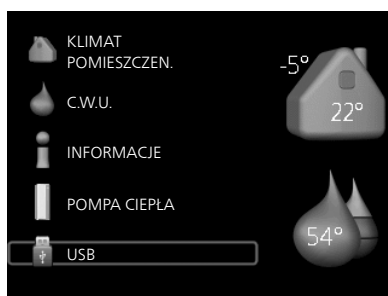 KLIMAT
POMIESZCZEN.
-5°
22°
C.W.U.
INFORMACJE
POMPA CIEPŁA
54°
USB